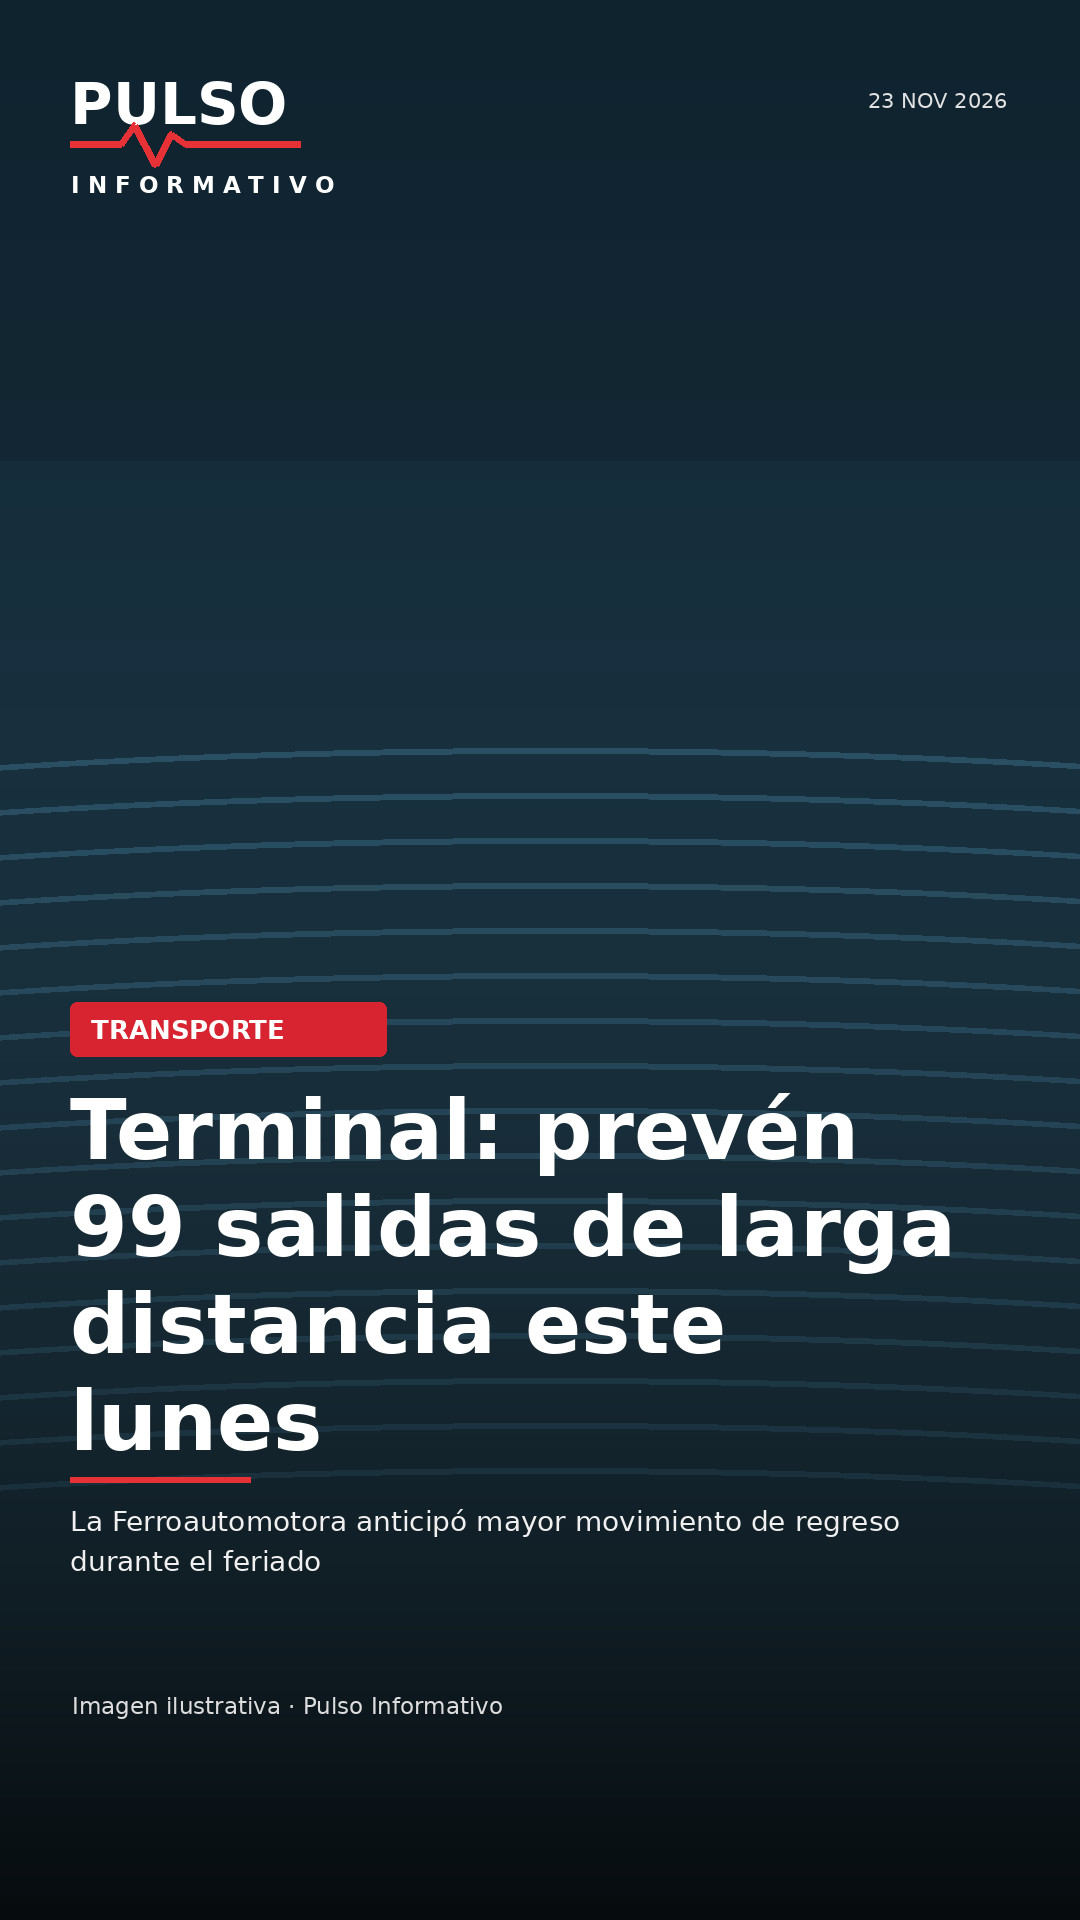 PULSO
INFORMATIVO
23 NOV 2026
TRANSPORTE
Terminal: prevén
99 salidas de larga
distancia este
lunes
La Ferroautomotora anticipó mayor movimiento de regreso
durante el feriado
Imagen ilustrativa · Pulso Informativo